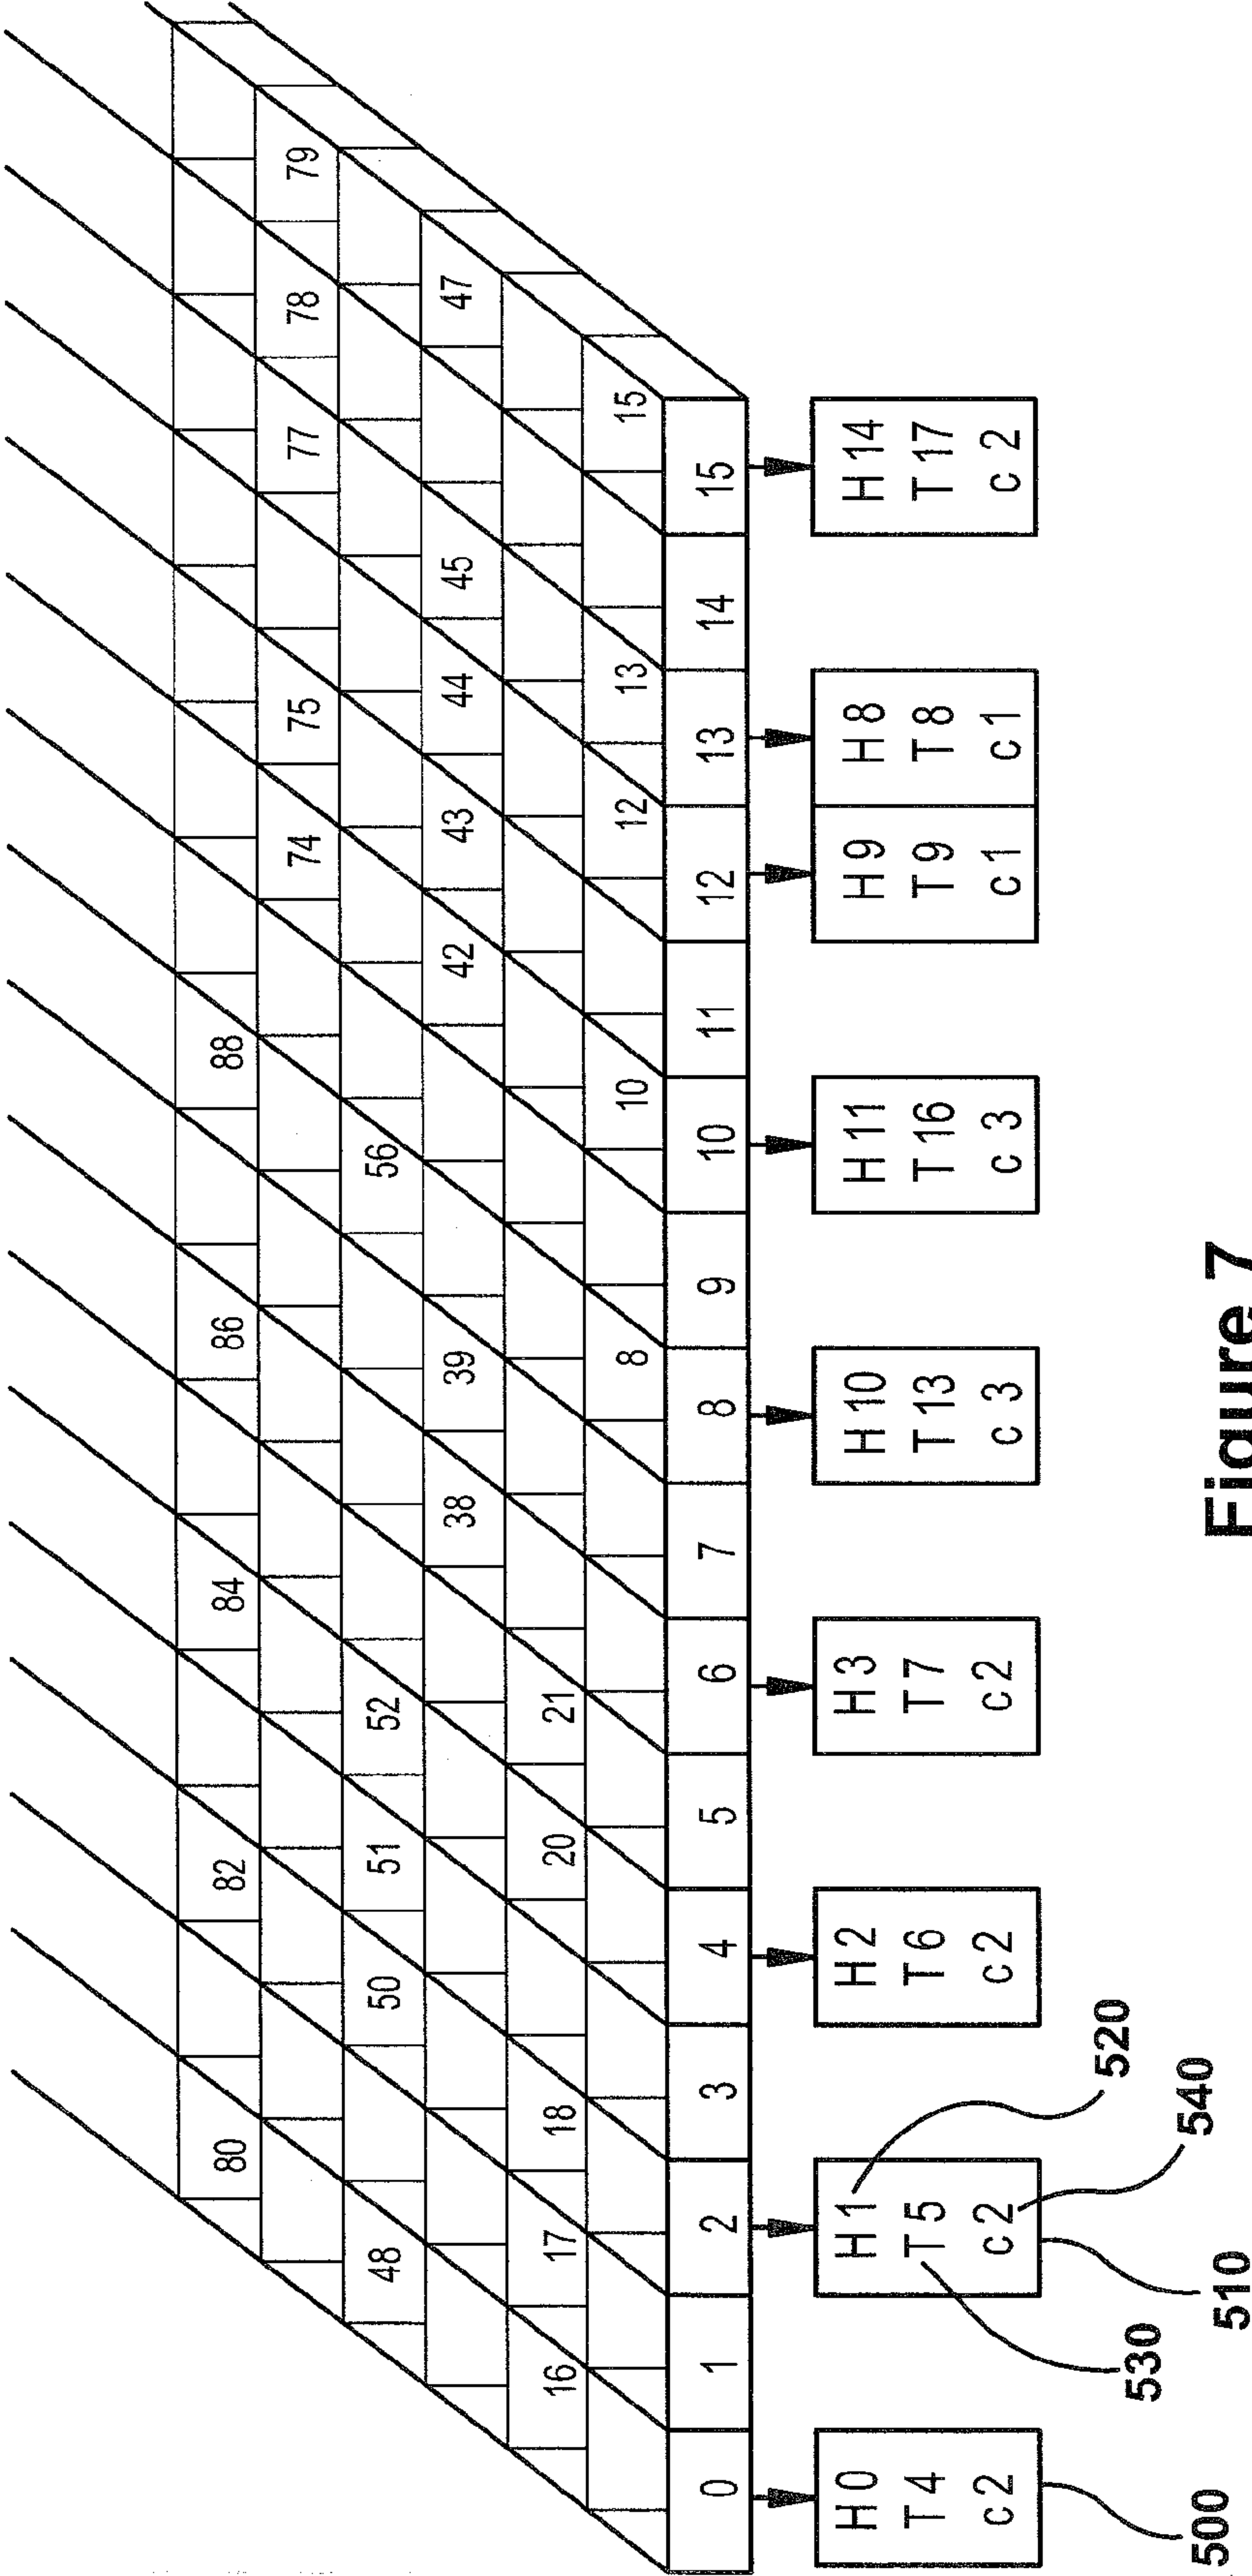 80 82 84 86 88
74 75 77 78 79
48 50 51 52 56
38 39 42 43 44 45 47
16 17 18 20 21
8 10 12 13 15
0 1 2 3 4 5 6 7 8 9 10 11 12 13 14 15
H0 H1 H2 H3 H10 H11 H9 H8 H14
T4 T5 T6 T7 T13 T16 T9 T8 T17
c2 c2 c2 c2 c3 c3 c1 c1 c2
520
530
540
500
510
Figure 7